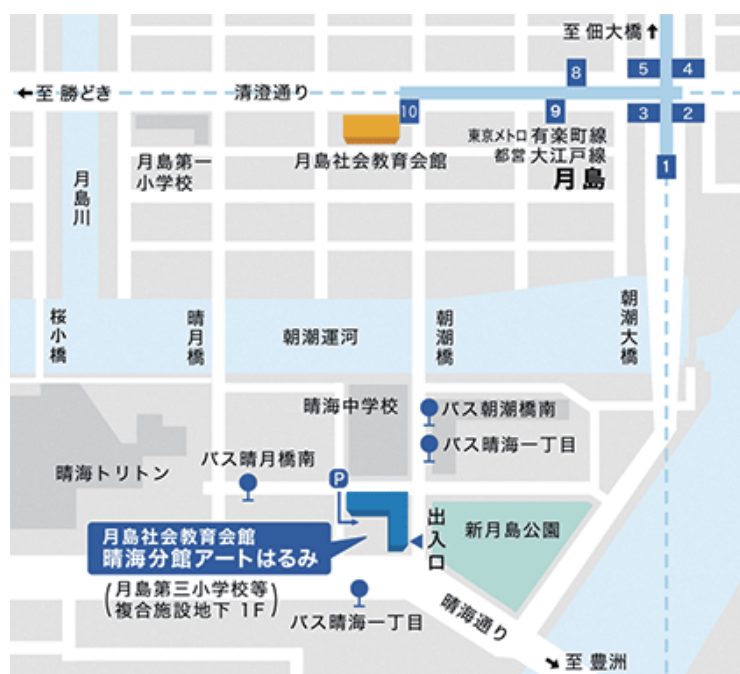 至 佃大橋
8
5
4
至 勝どき
清澄通り
10
9
3
2
東京メトロ 有楽町線
都営 大江戸線
月島
1
月島社会教育会館
月島第一
小学校
月島川
桜小橋
晴月橋
朝潮運河
朝潮橋
朝潮大橋
晴海中学校
バス朝潮橋南
バス晴海一丁目
バス晴月橋南
晴海トリトン
P
月島社会教育会館
晴海分館アートはるみ
出入口
新月島公園
(月島第三小学校等
複合施設地下 1F)
バス晴海一丁目
晴海通り
至 豊洲